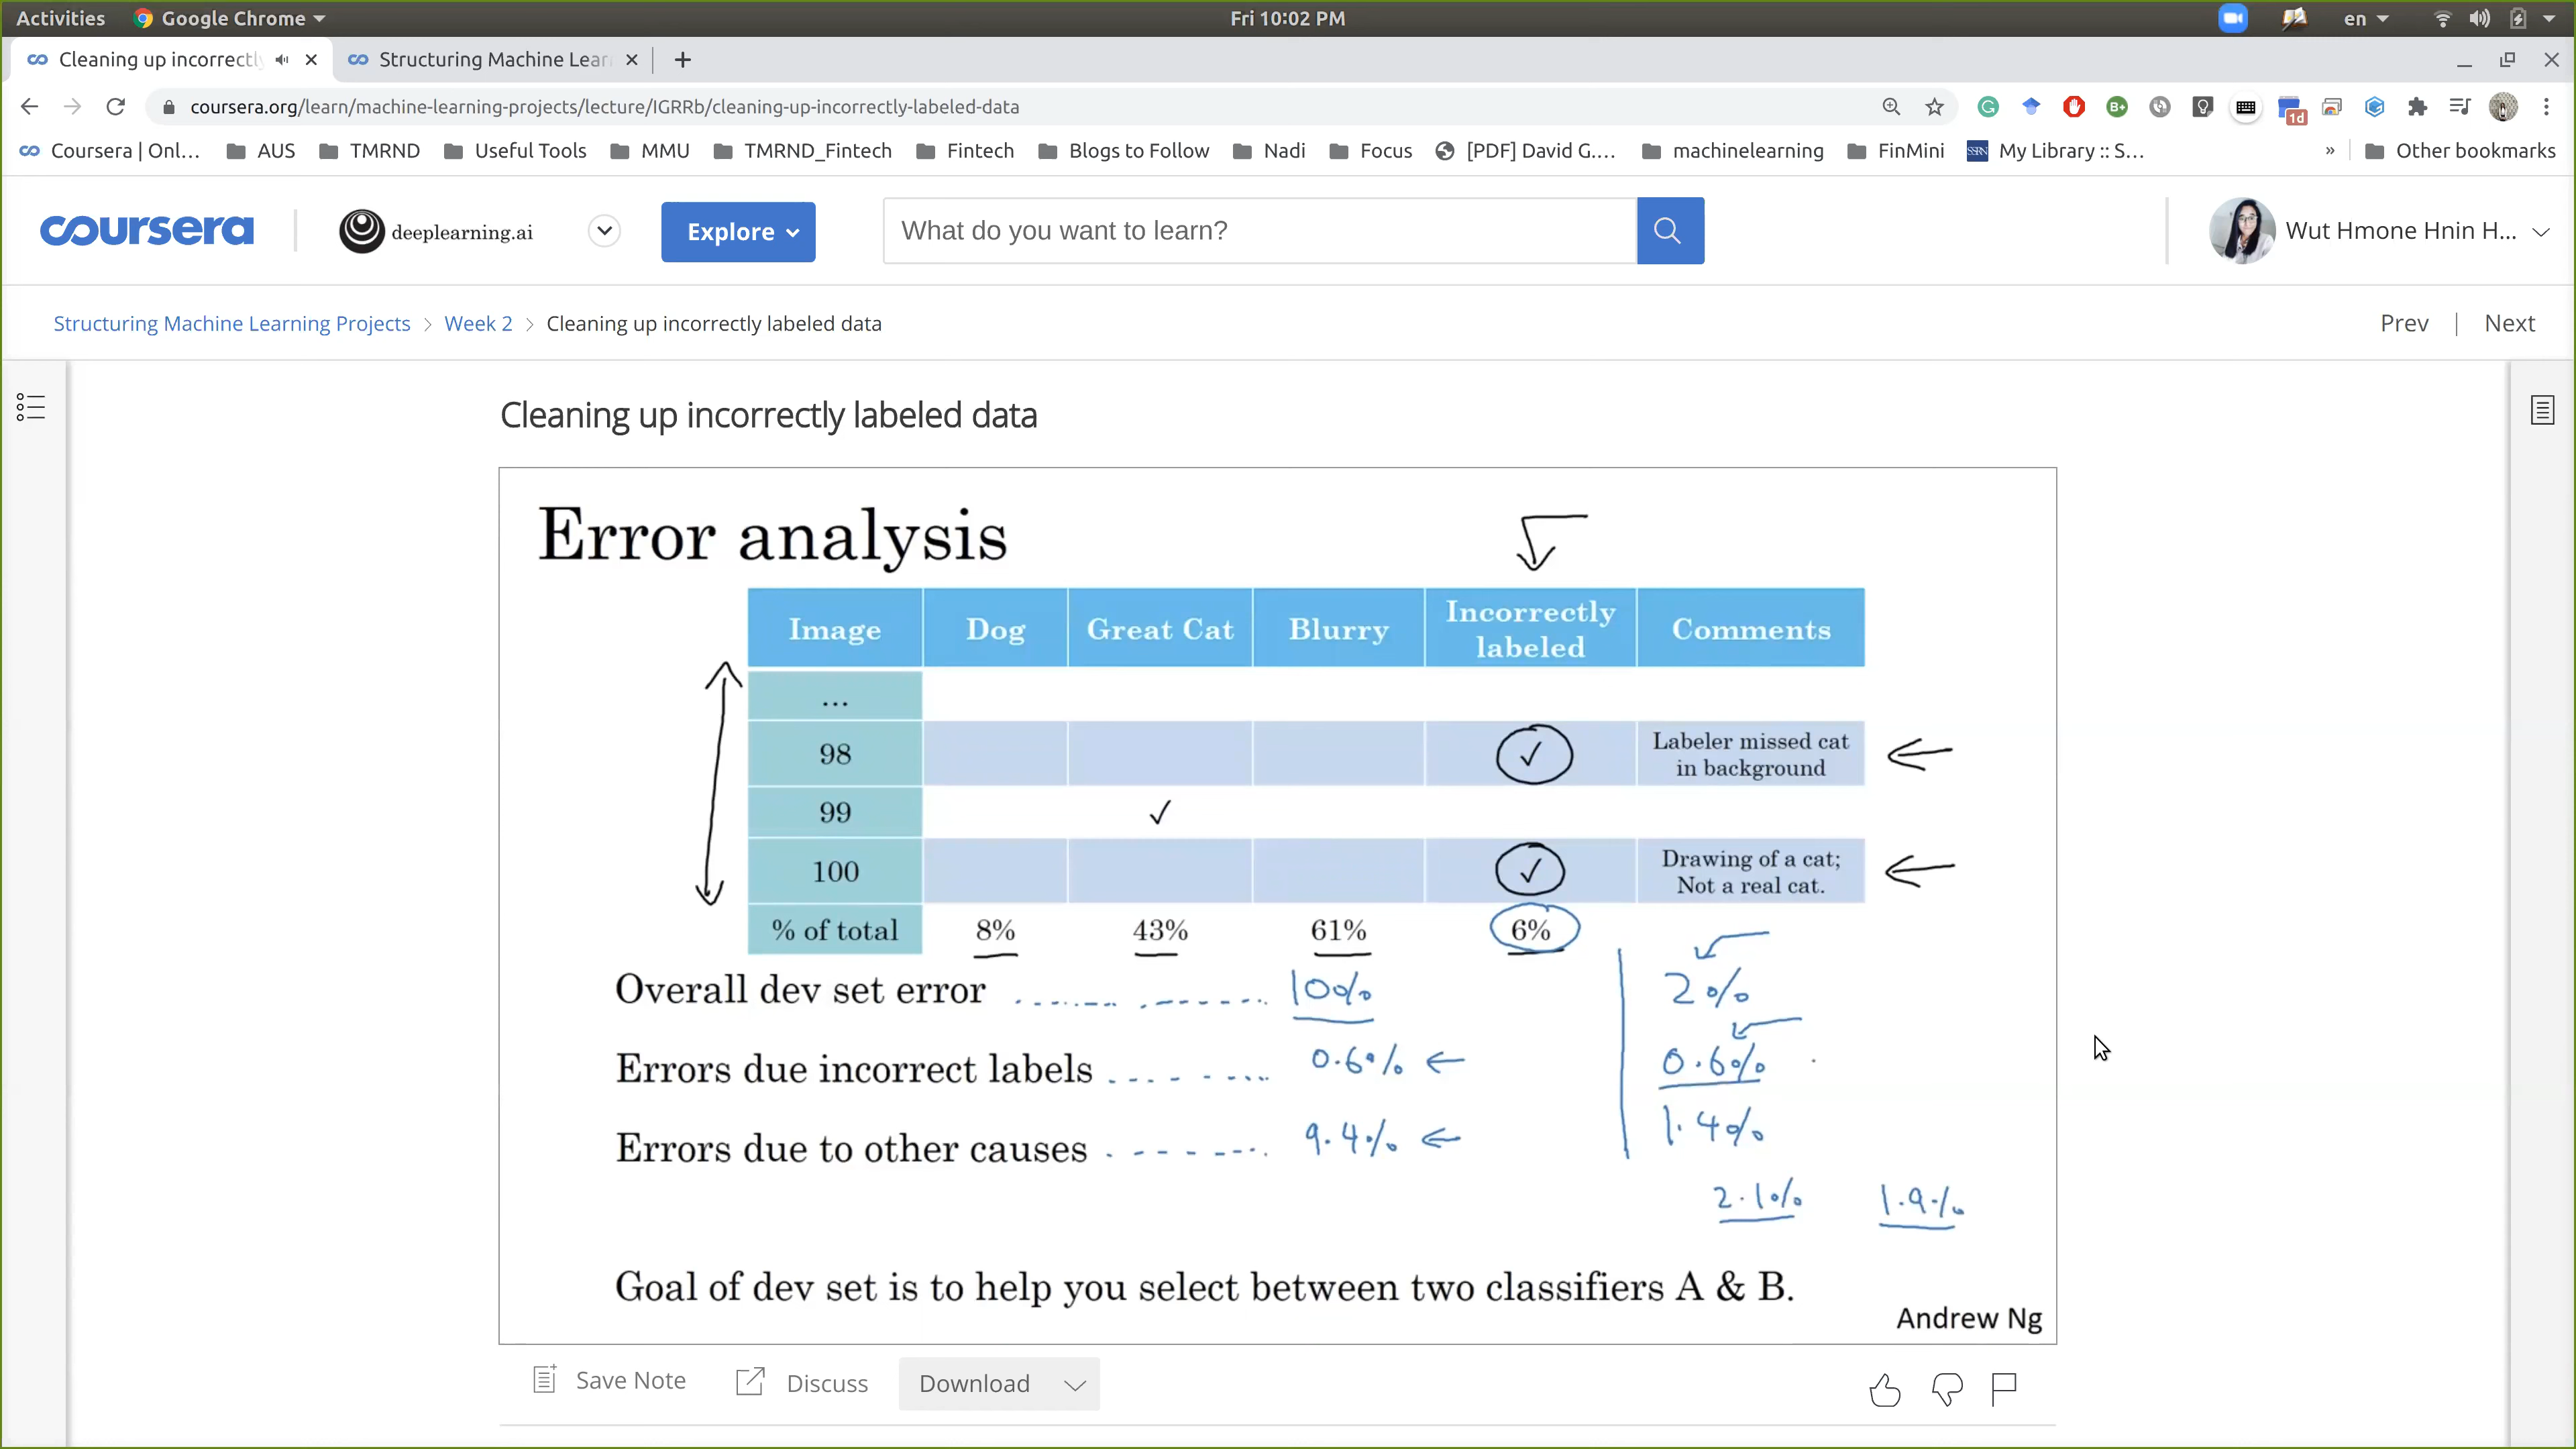 Activities Google Chrome Fri 10:02 PM en
Cleaning up incorrectly Structuring Machine Lear
coursera.org/learn/machine-learning-projects/lecture/IGRRb/cleaning-up-incorrectly-labeled-data 1d
Coursera | Onl... AUS TMRND Useful Tools MMU TMRND_Fintech Fintech Blogs to Follow Nadi Focus [PDF] David G.... machinelearning FinMini SSRN My Library :: S... » Other bookmarks
coursera deeplearning.ai Explore What do you want to learn? Wut Hmone Hnin H...
Structuring Machine Learning Projects > Week 2 > Cleaning up incorrectly labeled data Prev | Next
Cleaning up incorrectly labeled data
Error analysis
Image Dog Great Cat Blurry Incorrectly labeled Comments
...
98 ✓ Labeler missed cat in background
99 ✓
100 ✓ Drawing of a cat; Not a real cat.
% of total 8% 43% 61% 6%
Overall dev set error 10% 2%
Errors due incorrect labels 0.6% 0.6%
Errors due to other causes 9.4% 1.4%
2.1% 1.9%
Goal of dev set is to help you select between two classifiers A & B.
Andrew Ng
Save Note Discuss Download